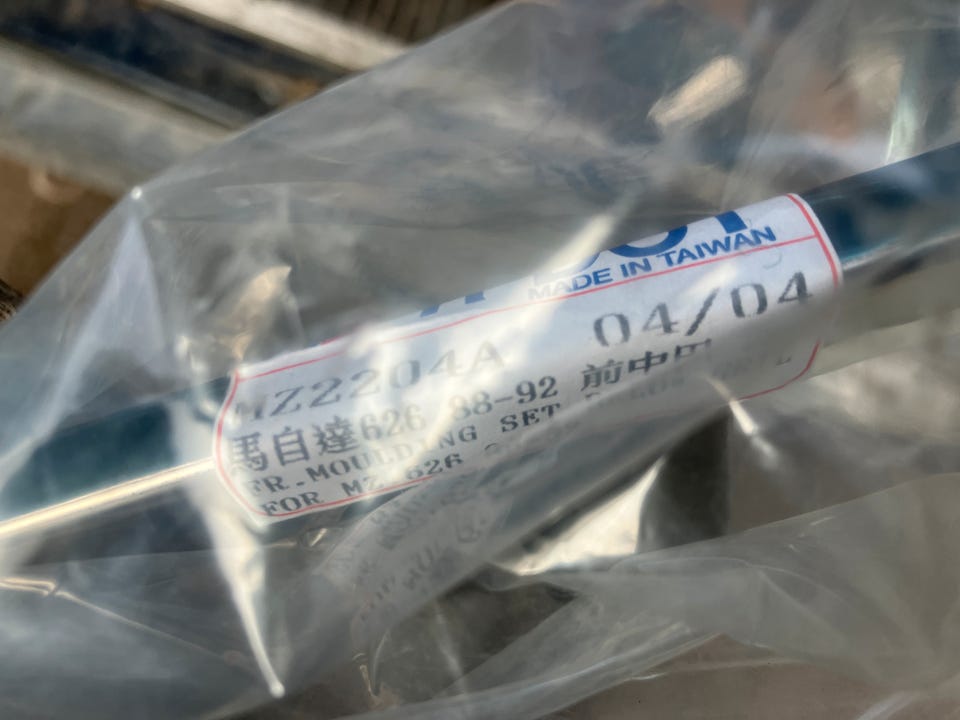 MADE IN TAIWAN
MZ2204A 04/04
馬自達626 88-92 前中
FR.MOULDING SET
FOR MZ 626